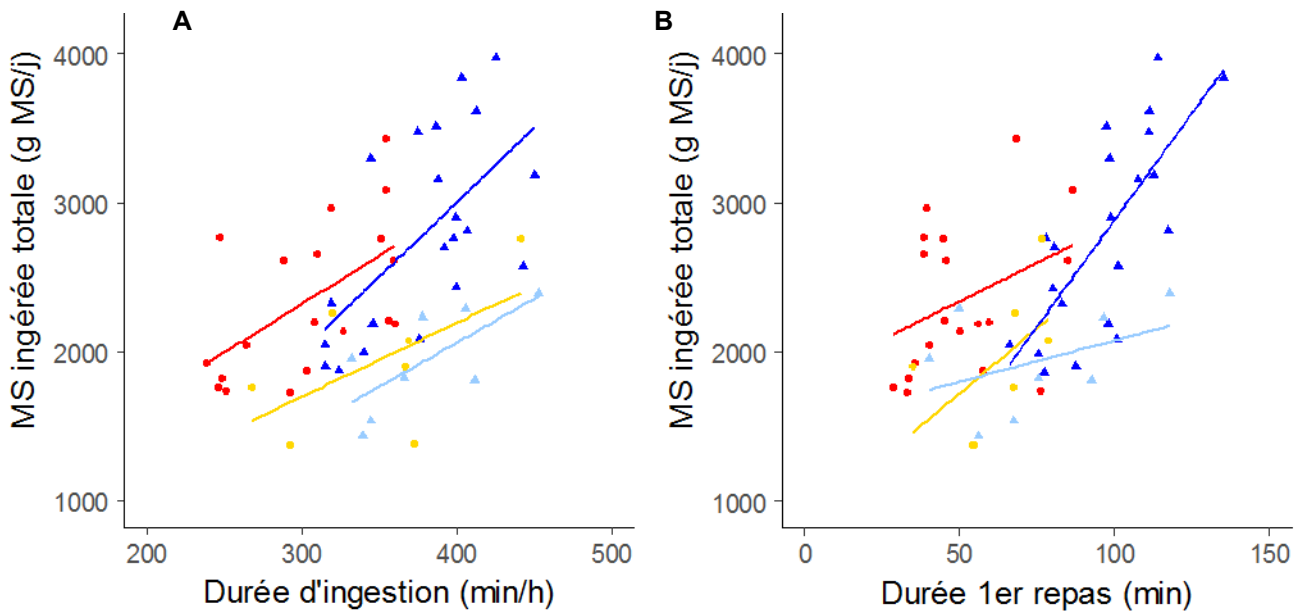 A
MS ingérée totale (g MS/j)
4000
3000
2000
1000
200 300 400 500
Durée d'ingestion (min/h)
B
MS ingérée totale (g MS/j)
4000
3000
2000
1000
0 50 100 150
Durée 1er repas (min)